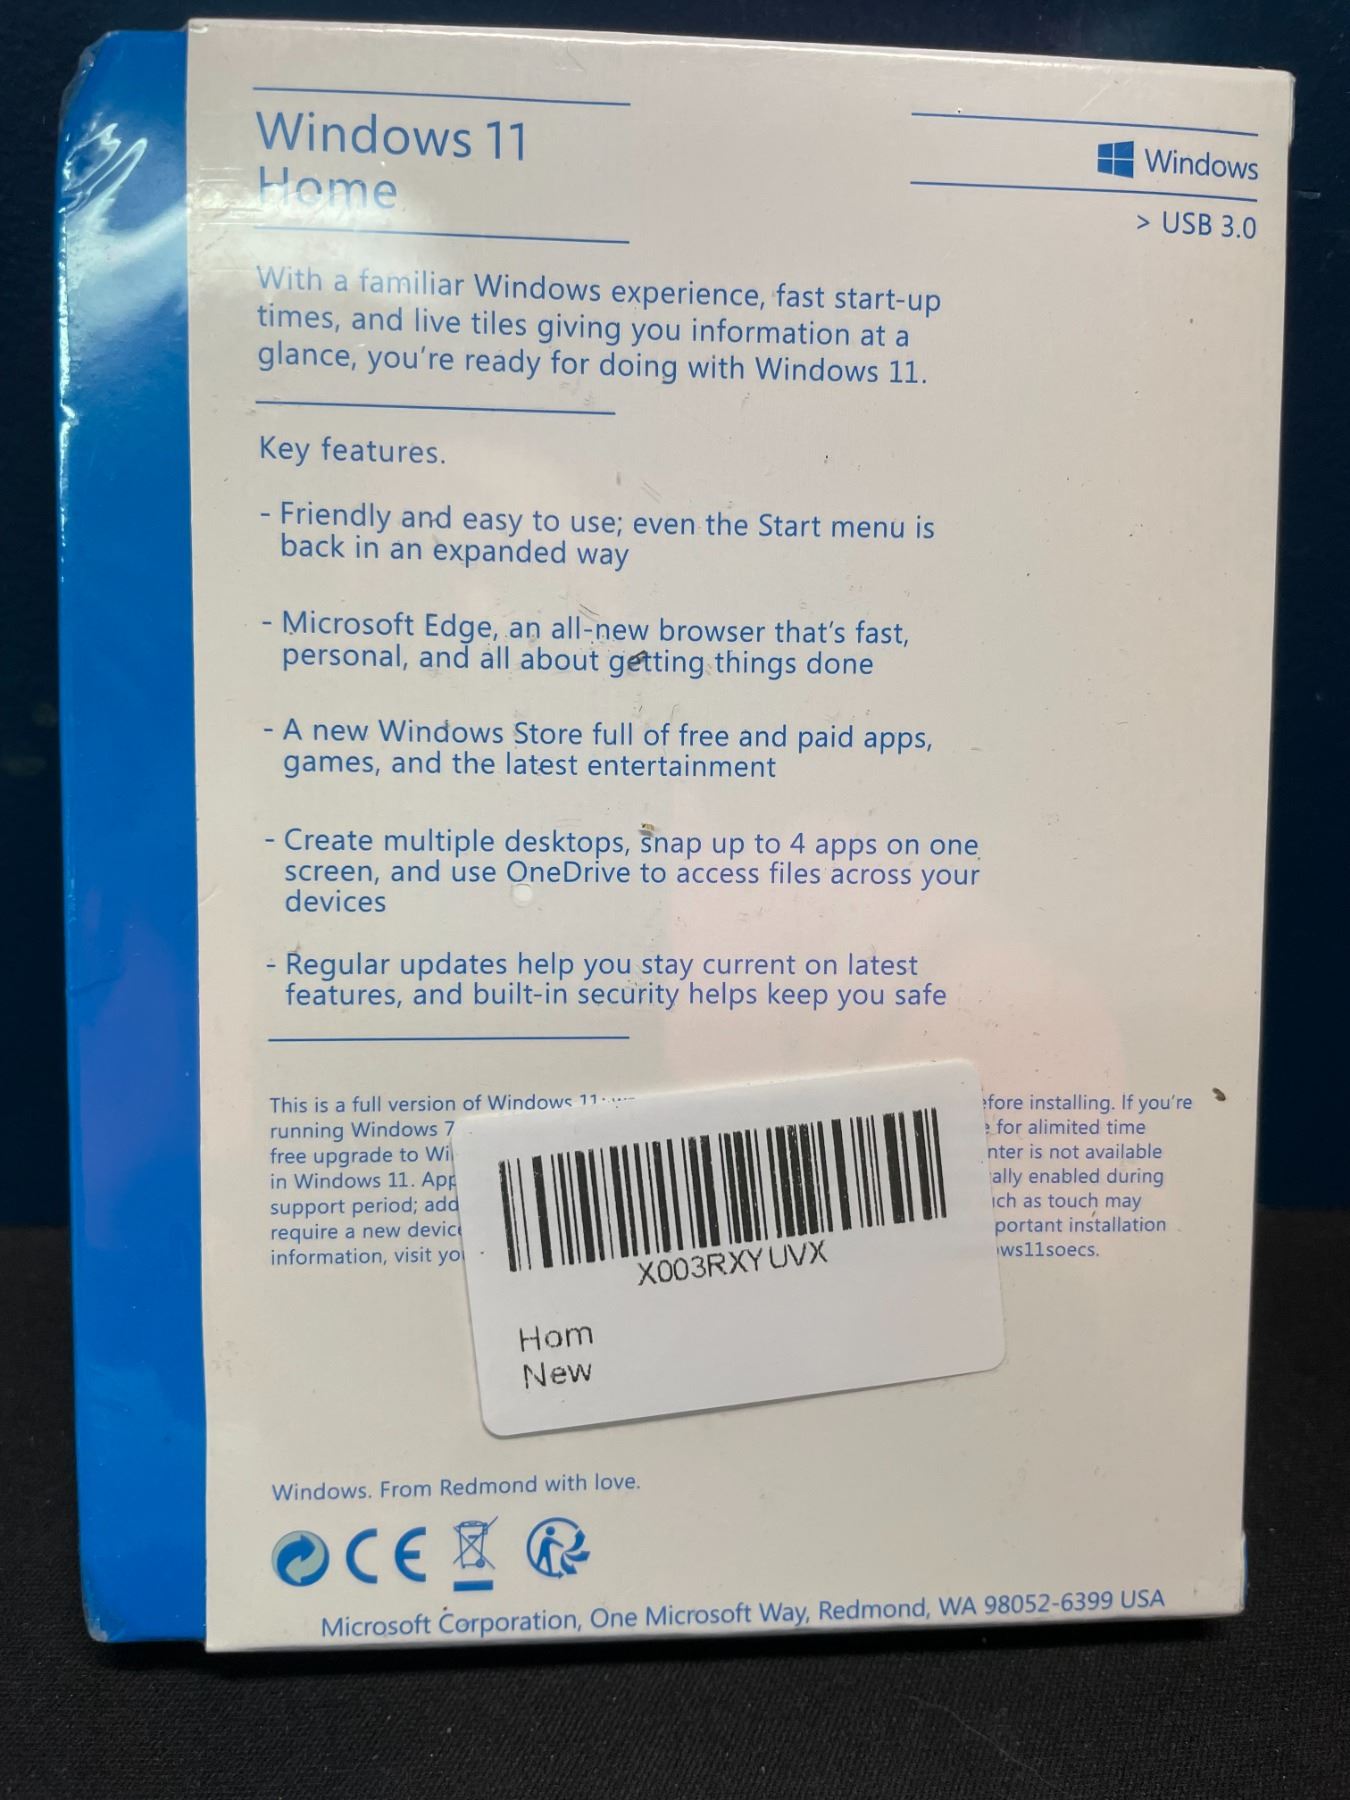 Windows 11
Home
Windows
> USB 3.0
With a familiar Windows experience, fast start-up
times, and live tiles giving you information at a
glance, you're ready for doing with Windows 11.
Key features.
- Friendly and easy to use; even the Start menu is
back in an expanded way
- Microsoft Edge, an all-new browser that's fast,
personal, and all about getting things done
- A new Windows Store full of free and paid apps,
games, and the latest entertainment
- Create multiple desktops, snap up to 4 apps on one
screen, and use OneDrive to access files across your
devices
- Regular updates help you stay current on latest
features, and built-in security helps keep you safe
This is a full version of Windows 11; installing. If you're
running Windows 7 for alimited time
free upgrade to is not available
in Windows 11. enabled during
support period; as touch may
require a new installation
information, visit
X003RXYUVX
Hom
New
Windows. From Redmond with love.
CE
Microsoft Corporation, One Microsoft Way, Redmond, WA 98052-6399 USA